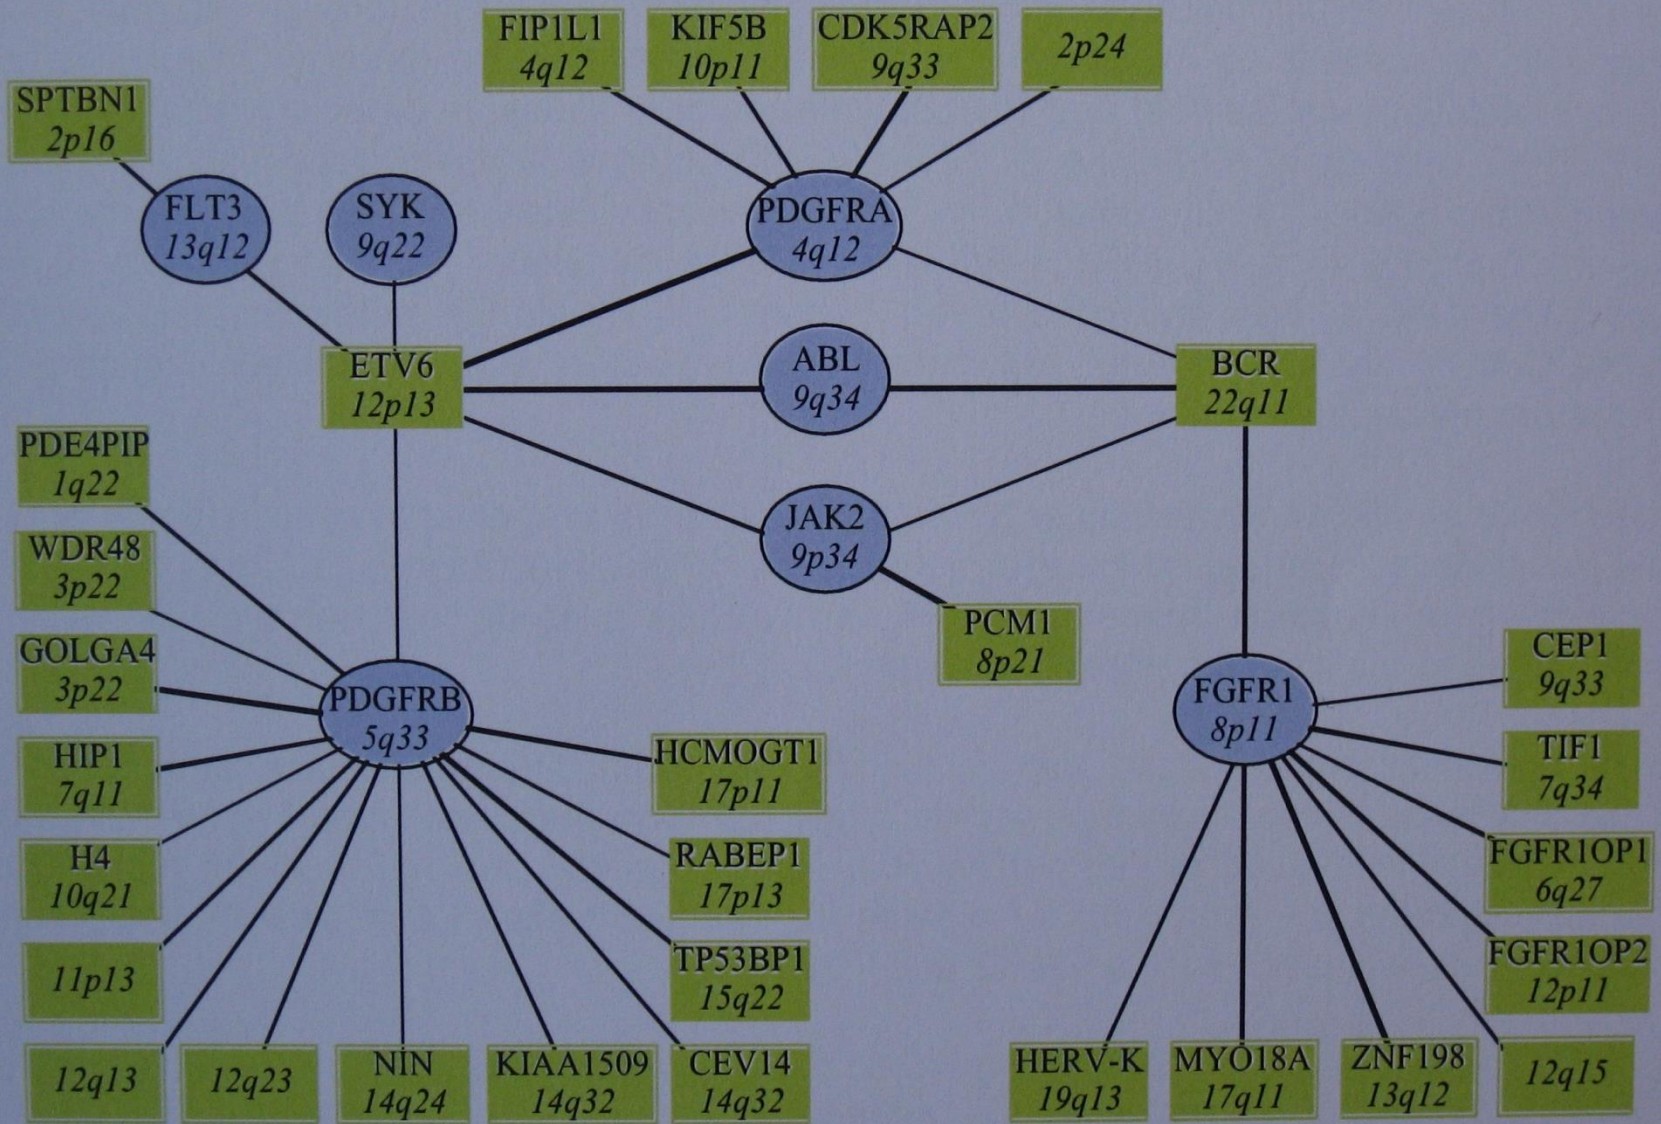 FIP1L1
4q12
KIF5B
10p11
CDK5RAP2
9q33
2p24
SPTBN1
2p16
FLT3
13q12
SYK
9q22
PDGFRA
4q12
ETV6
12p13
ABL
9q34
BCR
22q11
PDE4PIP
1q22
JAK2
9p34
WDR48
3p22
PCM1
8p21
GOLGA4
3p22
PDGFRB
5q33
FGFR1
8p11
CEP1
9q33
HIP1
7q11
HCMOGT1
17p11
TIF1
7q34
H4
10q21
RABEP1
17p13
FGFR1OP1
6q27
11p13
TP53BP1
15q22
FGFR1OP2
12p11
12q13
12q23
NIN
14q24
KIAA1509
14q32
CEV14
14q32
HERV-K
19q13
MYO18A
17q11
ZNF198
13q12
12q15